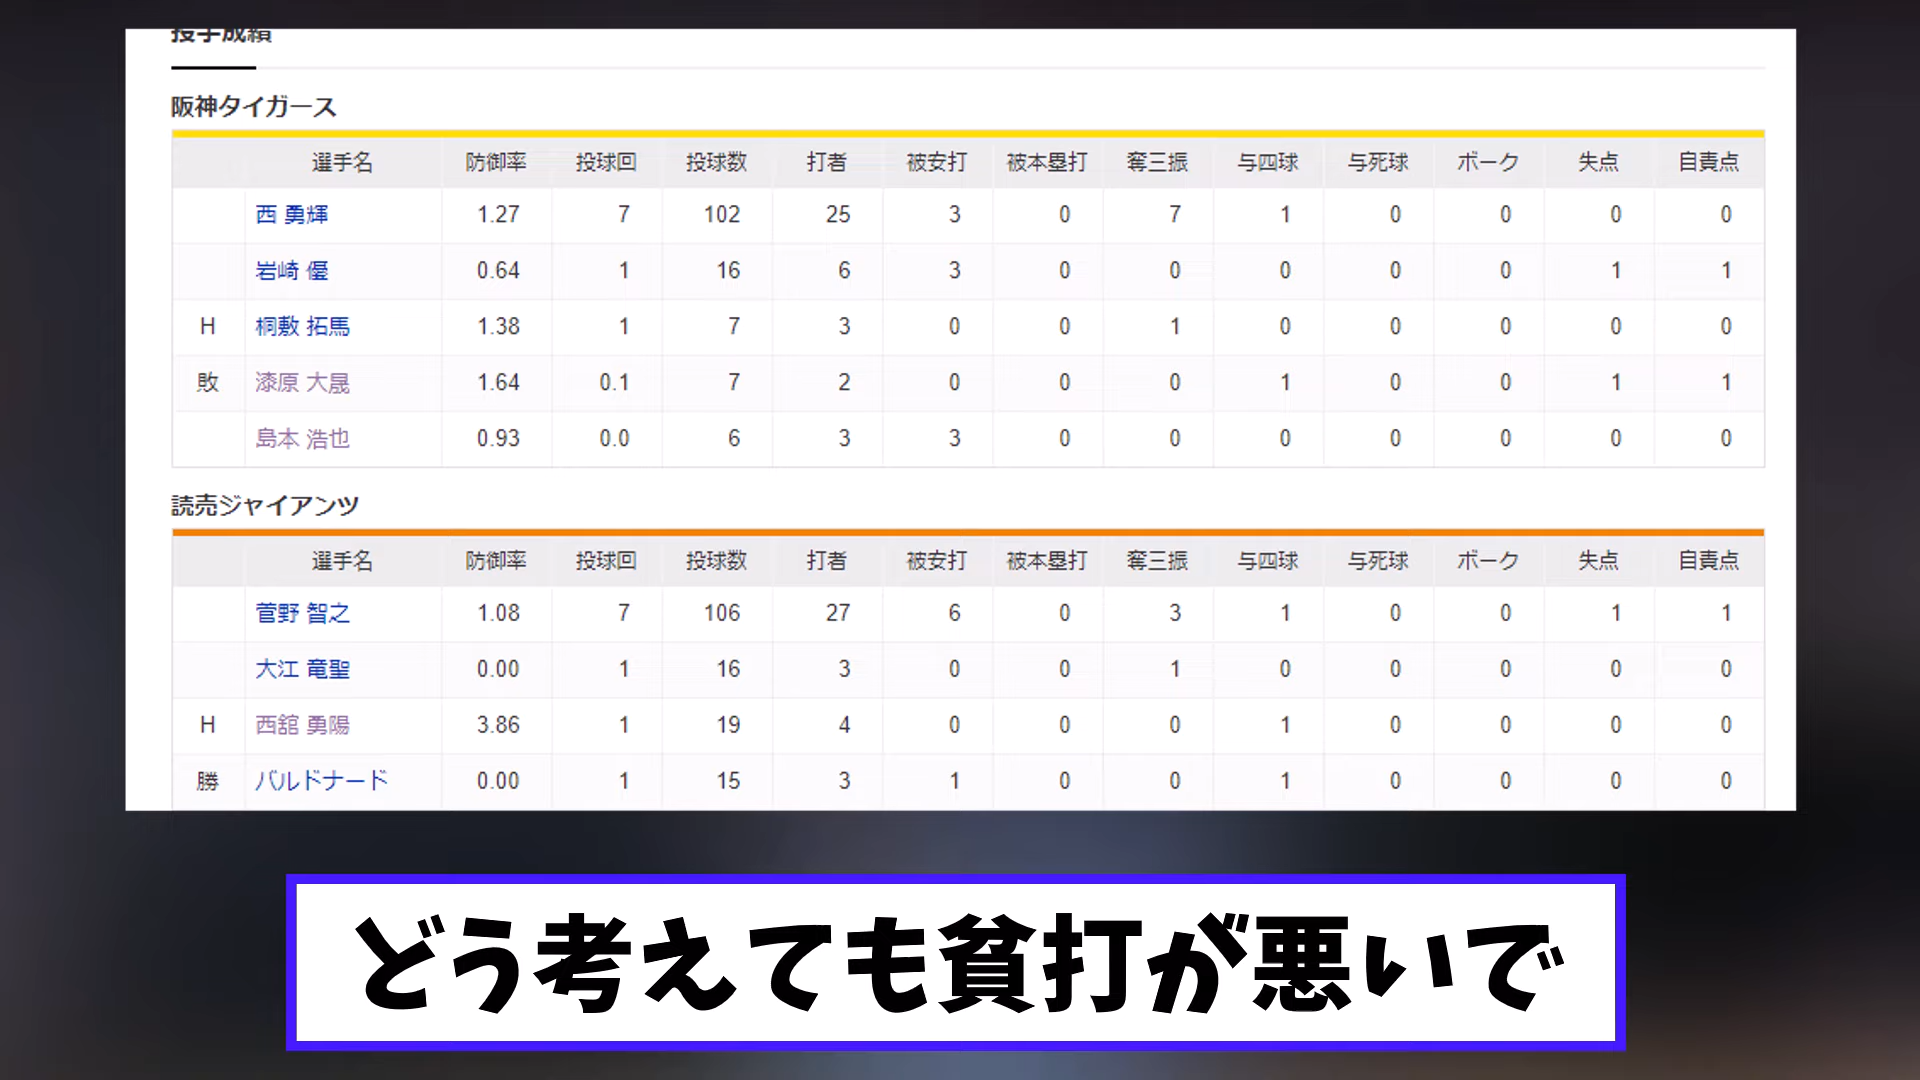 投手成績
阪神タイガース
選手名 防御率 投球回 投球数 打者 被安打 被本塁打 奪三振 与四球 与死球 ボーク 失点 自責点
西 勇輝 1.27 7 102 25 3 0 7 1 0 0 0 0
岩崎 優 0.64 1 16 6 3 0 0 0 0 0 1 1
H 桐敷 拓馬 1.38 1 7 3 0 0 1 0 0 0 0 0
敗 漆原 大晟 1.64 0.1 7 2 0 0 0 1 0 0 1 1
島本 浩也 0.93 0.0 6 3 3 0 0 0 0 0 0 0
読売ジャイアンツ
選手名 防御率 投球回 投球数 打者 被安打 被本塁打 奪三振 与四球 与死球 ボーク 失点 自責点
菅野 智之 1.08 7 106 27 6 0 3 1 0 0 1 1
大江 竜聖 0.00 1 16 3 0 0 1 0 0 0 0 0
H 西舘 勇陽 3.86 1 19 4 0 0 0 1 0 0 0 0
勝 バルドナード 0.00 1 15 3 1 0 0 1 0 0 0 0
どう考えても貧打が悪いで